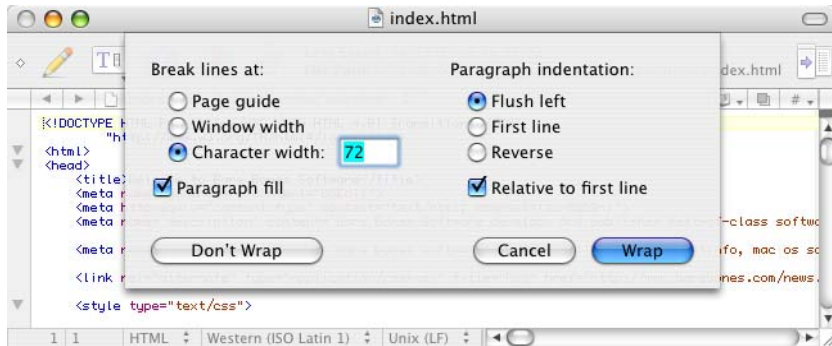 index.html
Break lines at:
Page guide
Window width
Character width: 72
Paragraph fill
Don't Wrap
Paragraph indentation:
Flush left
First line
Reverse
Relative to first line
Cancel
Wrap
dex.html
# ▾
<!DOCTYPE
"ht
<html>
<head>
<title>
<meta
<meta
<meta
-class softwa
<meta
nfo, mac os sc
<link
nes.com/news.
<style type="text/css">
1 1 HTML Western (ISO Latin 1) Unix (LF)